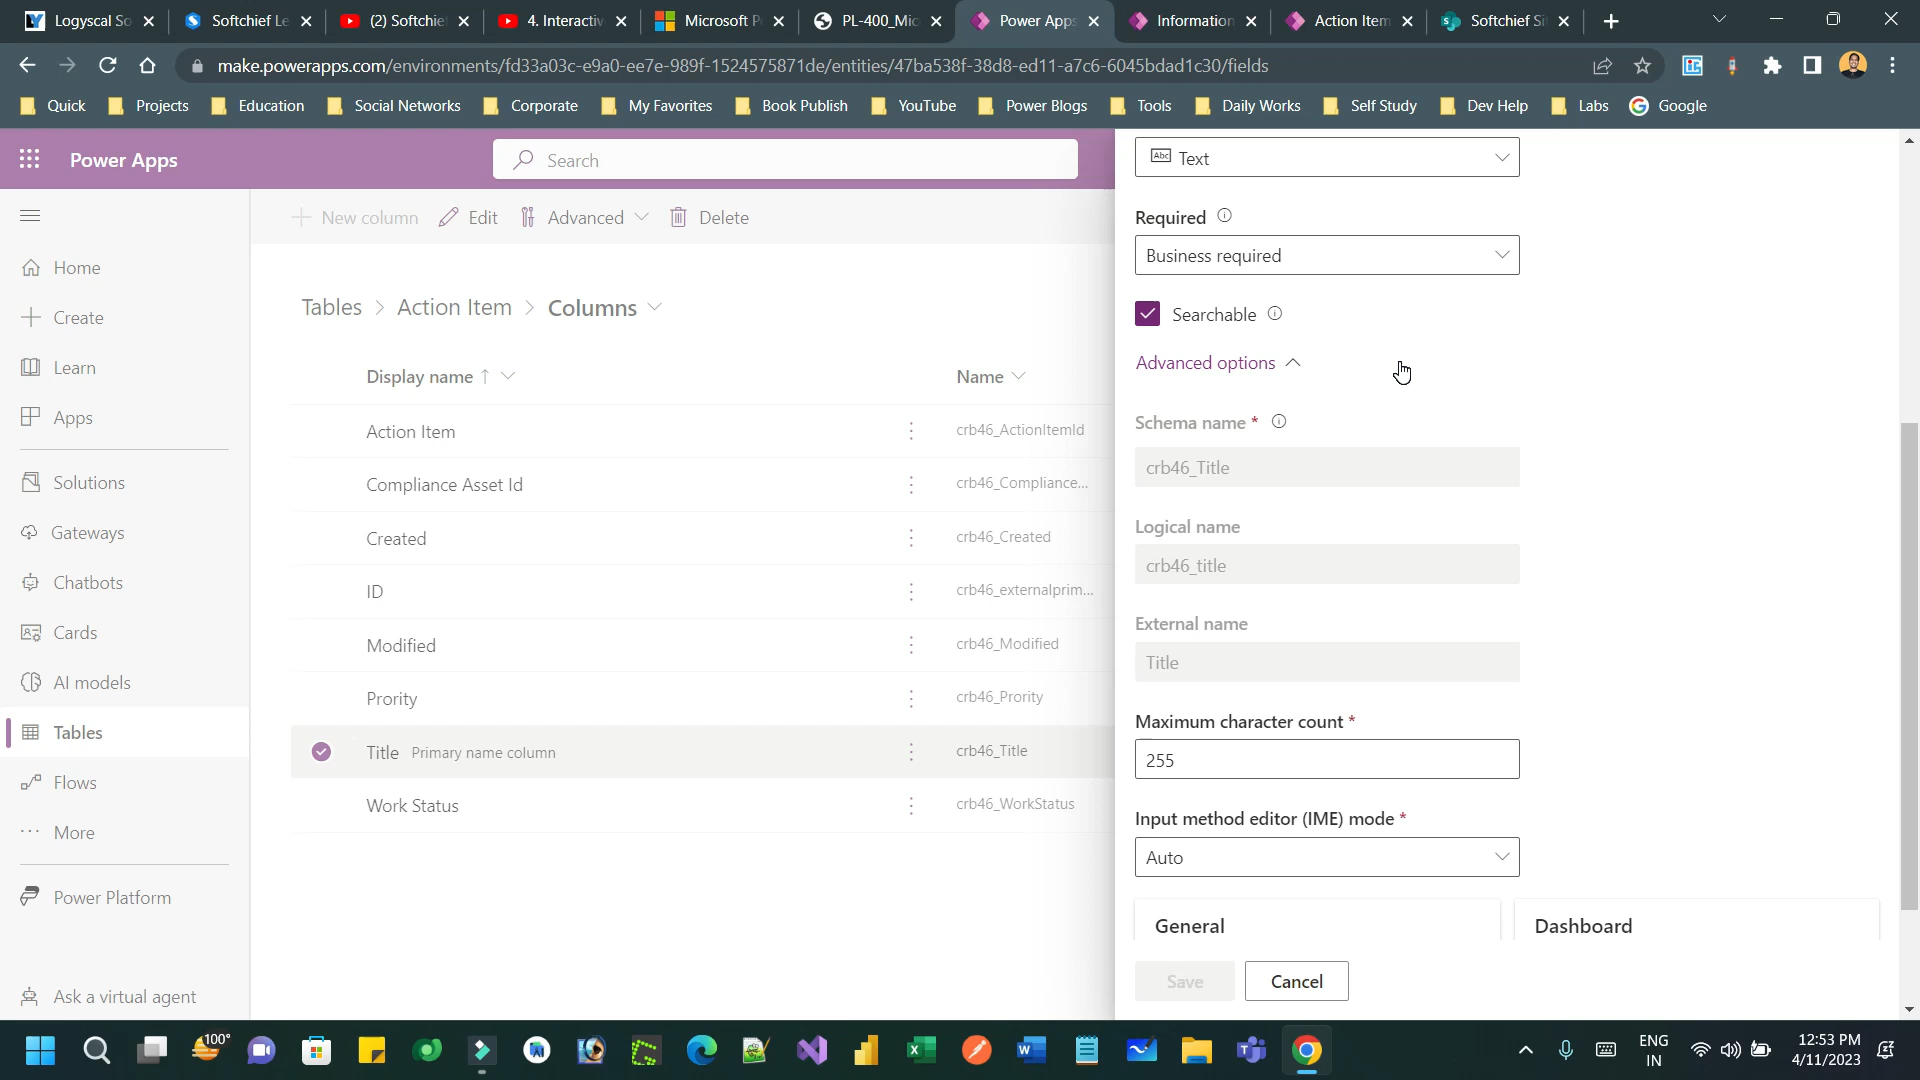 Logyscal So
Softchief Le
(2) Softchie
4. Interactiv
Microsoft P
PL-400_Mic
Power Apps
Information
Action Item
Softchief Si
make.powerapps.com/environments/fd33a03c-e9a0-ee7e-989f-1524575871de/entities/47ba538f-38d8-ed11-a7c6-6045bdad1c30/fields
Quick
Projects
Education
Social Networks
Corporate
My Favorites
Book Publish
YouTube
Power Blogs
Tools
Daily Works
Self Study
Dev Help
Labs
Google
Power Apps
Search
Home
Create
Learn
Apps
Solutions
Gateways
Chatbots
Cards
AI models
Tables
Flows
More
Power Platform
Ask a virtual agent
New column
Edit
Advanced
Delete
Tables > Action Item > Columns
Display name ↑
Name
Action Item
crb46_ActionItemId
Compliance Asset Id
crb46_Compliance...
Created
crb46_Created
ID
crb46_externalprim...
Modified
crb46_Modified
Prority
crb46_Prority
Title Primary name column
crb46_Title
Work Status
crb46_WorkStatus
Abc Text
Required
Business required
Searchable
Advanced options
Schema name *
crb46_Title
Logical name
crb46_title
External name
Title
Maximum character count *
255
Input method editor (IME) mode *
Auto
General
Dashboard
Save
Cancel
100°
ENG
IN
12:53 PM
4/11/2023